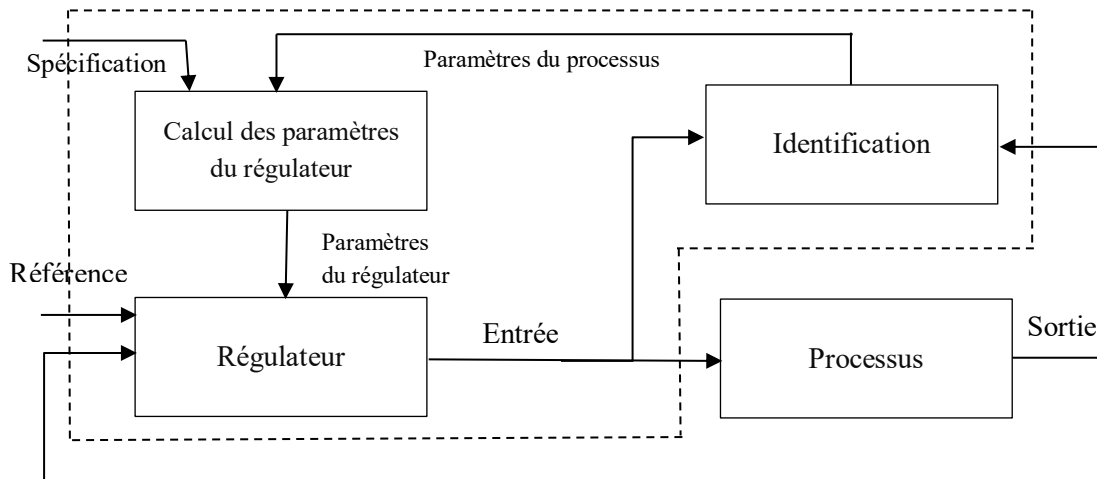 Paramètres du processus
Spécification
Calcul des paramètres
du régulateur
Identification
Paramètres
du régulateur
Référence
Régulateur
Entrée
Processus
Sortie